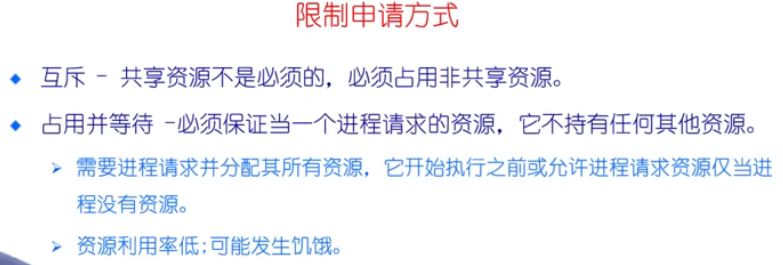 限制申请方式
互斥 - 共享资源不是必须的，必须占用非共享资源。
占用并等待 -必须保证当一个进程请求的资源，它不持有任何其他资源。
需要进程请求并分配其所有资源，它开始执行之前或允许进程请求资源仅当进
程没有资源。
资源利用率低;可能发生饥饿。